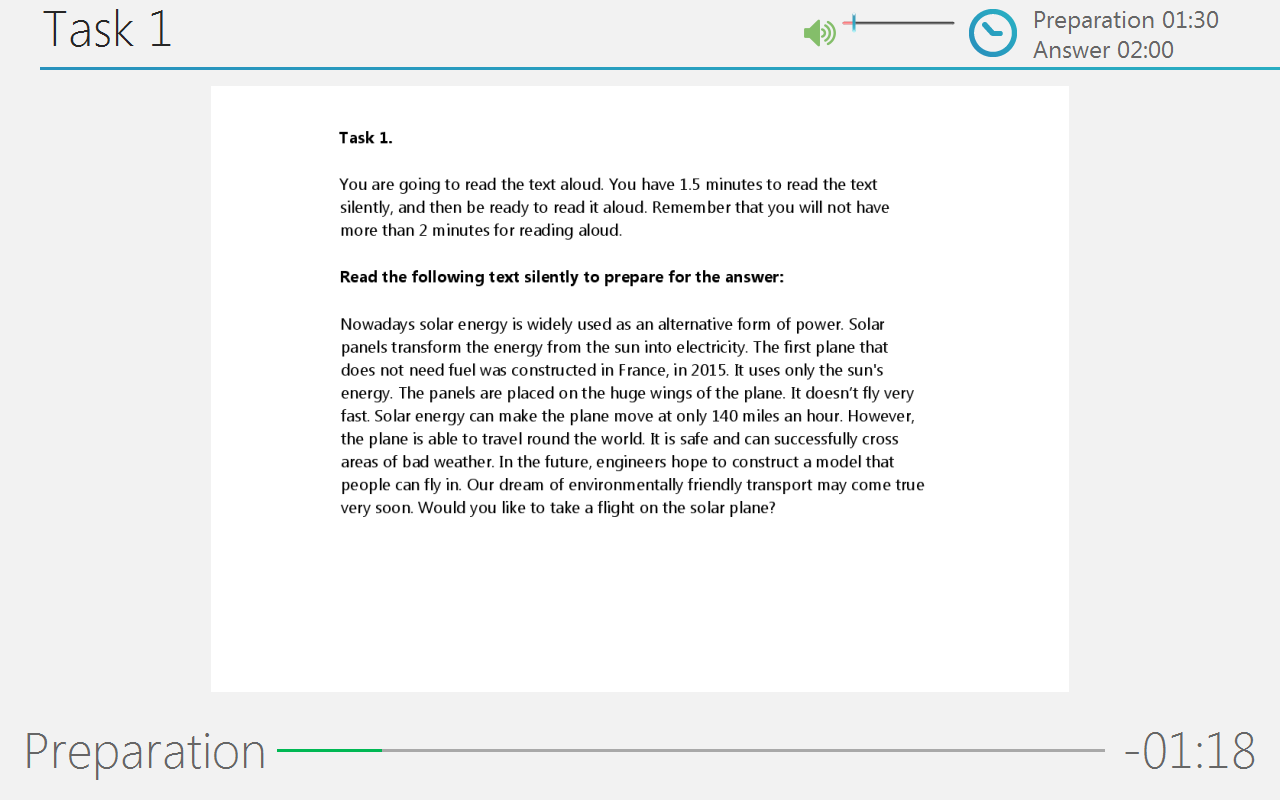 Task 1
Preparation 01:30
Answer 02:00
Task 1.
You are going to read the text aloud. You have 1.5 minutes to read the text
silently, and then be ready to read it aloud. Remember that you will not have
more than 2 minutes for reading aloud.
Read the following text silently to prepare for the answer:
Nowadays solar energy is widely used as an alternative form of power. Solar
panels transform the energy from the sun into electricity. The first plane that
does not need fuel was constructed in France, in 2015. It uses only the sun's
energy. The panels are placed on the huge wings of the plane. It doesn’t fly very
fast. Solar energy can make the plane move at only 140 miles an hour. However,
the plane is able to travel round the world. It is safe and can successfully cross
areas of bad weather. In the future, engineers hope to construct a model that
people can fly in. Our dream of environmentally friendly transport may come true
very soon. Would you like to take a flight on the solar plane?
Preparation
-01:18